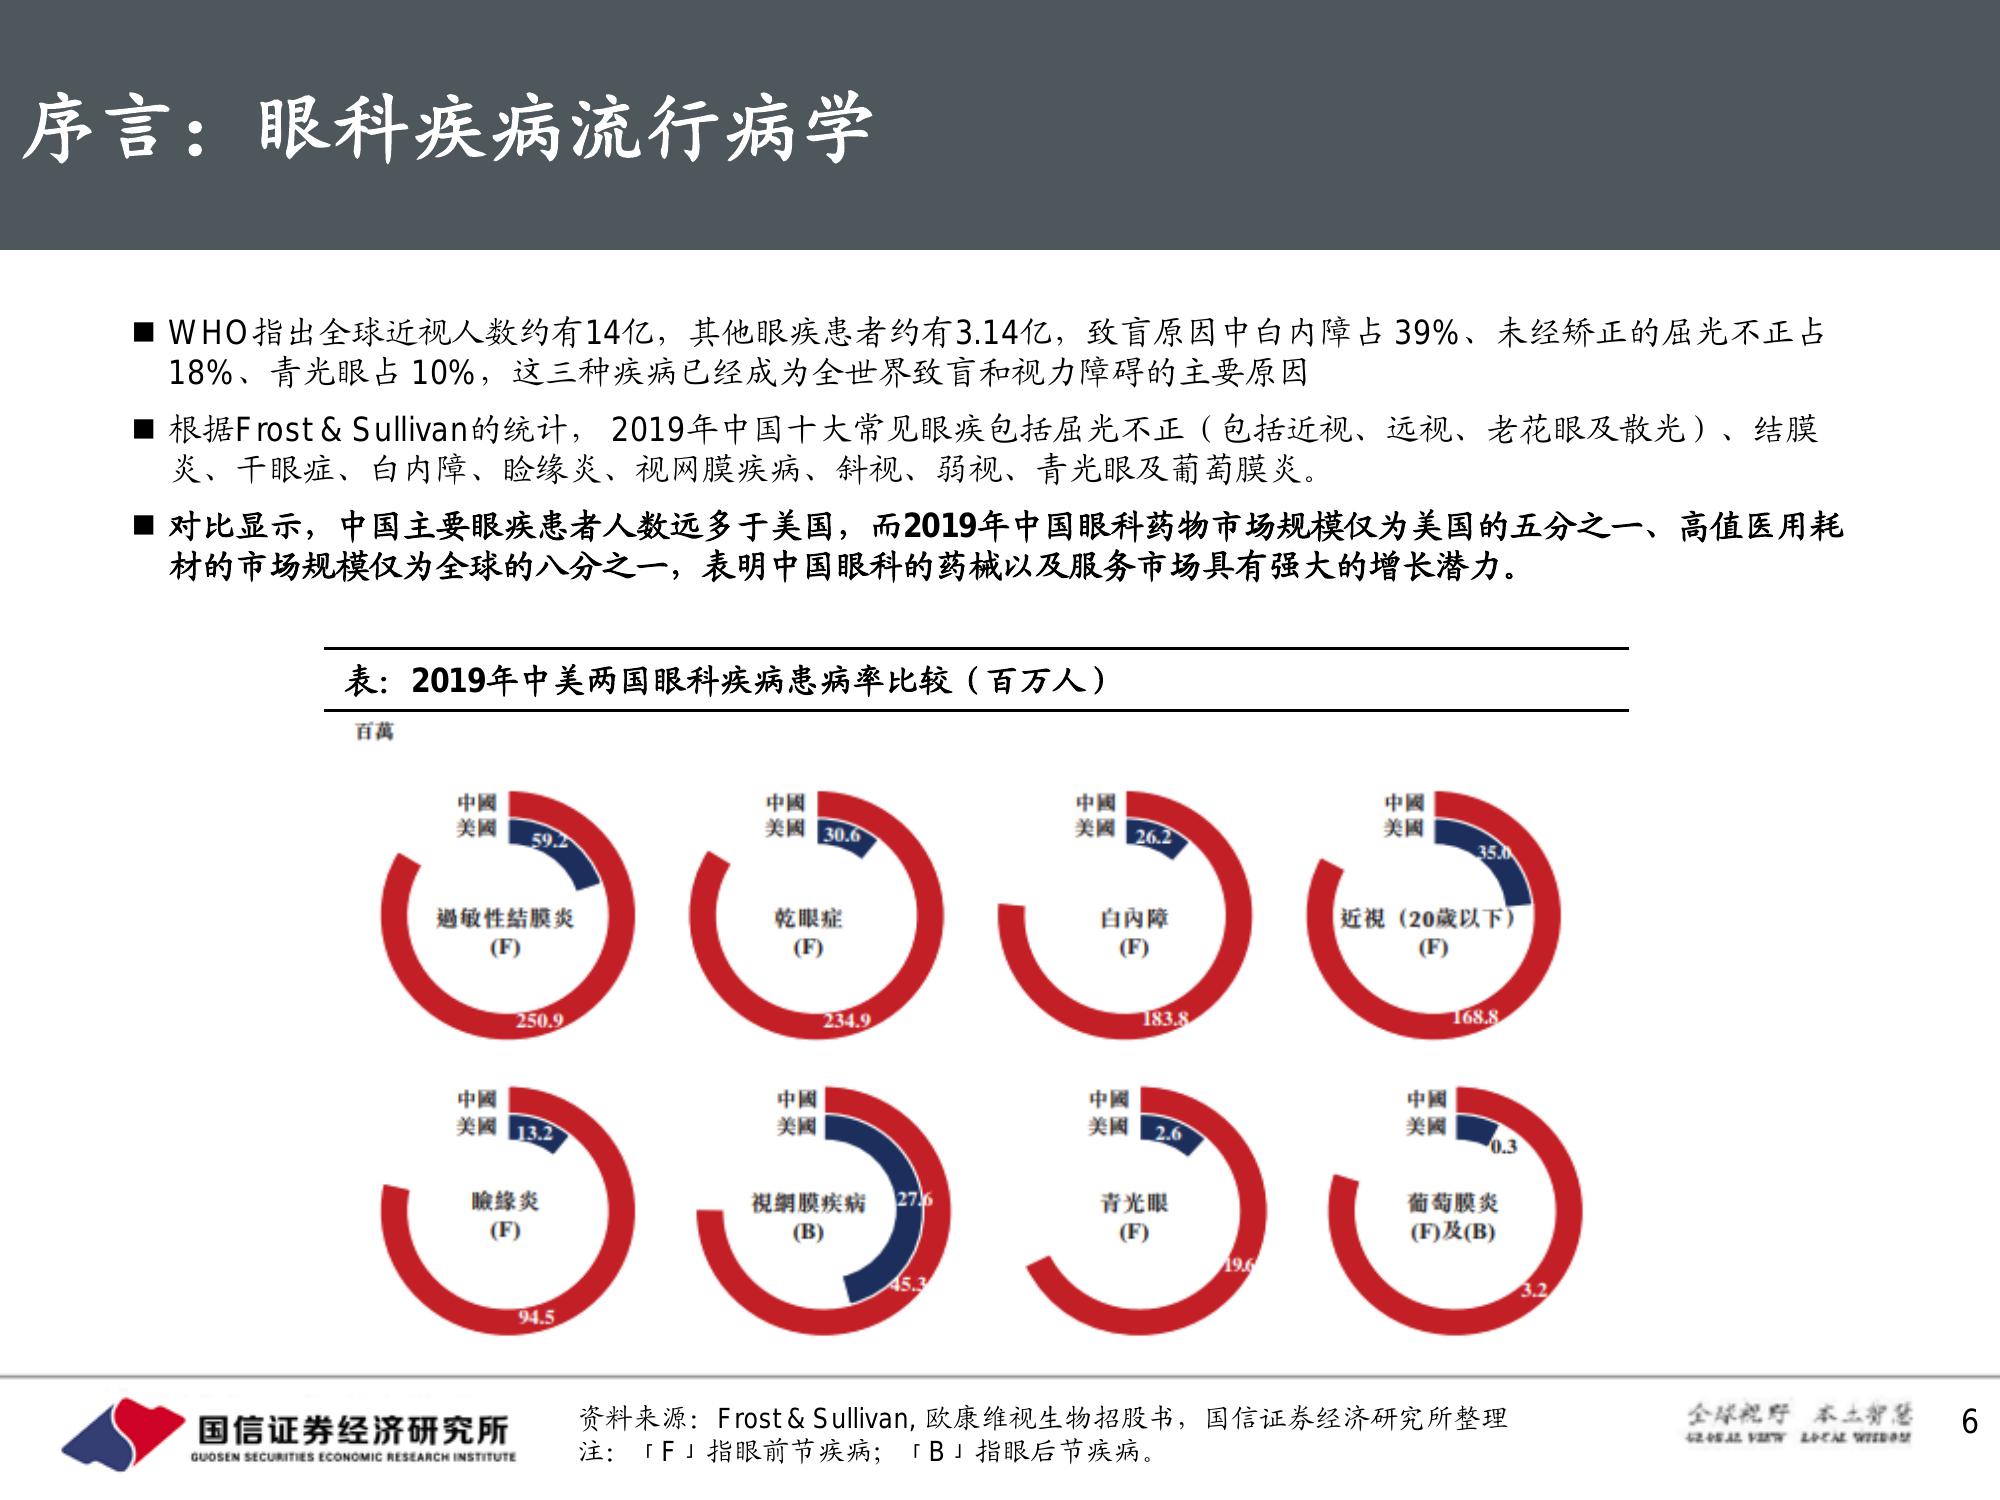 序言：眼科疾病流行病学
■ WHO指出全球近视人数约有14亿，其他眼疾患者约有3.14亿，致盲原因中白内障占 39%、未经矫正的屈光不正占
18%、青光眼占 10%，这三种疾病已经成为全世界致盲和视力障碍的主要原因
■ 根据Frost & Sullivan的统计， 2019年中国十大常见眼疾包括屈光不正（包括近视、远视、老花眼及散光）、结膜
炎、干眼症、白内障、睑缘炎、视网膜疾病、斜视、弱视、青光眼及葡萄膜炎。
■ 对比显示，中国主要眼疾患者人数远多于美国，而2019年中国眼科药物市场规模仅为美国的五分之一、高值医用耗
材的市场规模仅为全球的八分之一，表明中国眼科的药械以及服务市场具有强大的增长潜力。
表：2019年中美两国眼科疾病患病率比较（百万人）
百萬
中國
美國
59.2
過敏性結膜炎
(F)
250.9
中國
美國
30.6
乾眼症
(F)
234.9
中國
美國
26.2
白內障
(F)
183.8
中國
美國
35.0
近視（20歲以下）
(F)
168.8
中國
美國
13.2
瞼緣炎
(F)
94.5
中國
美國
27.6
視網膜疾病
(B)
45.3
中國
美國
2.6
青光眼
(F)
19.6
中國
美國
0.3
葡萄膜炎
(F)及(B)
3.2
国信证券经济研究所
GUOSEN SECURITIES ECONOMIC RESEARCH INSTITUTE
资料来源：Frost & Sullivan, 欧康维视生物招股书，国信证券经济研究所整理
注：「F」指眼前节疾病；「B」指眼后节疾病。
全球视野 本土智慧
GLOBAL VIEW LOCAL WISDOM
6